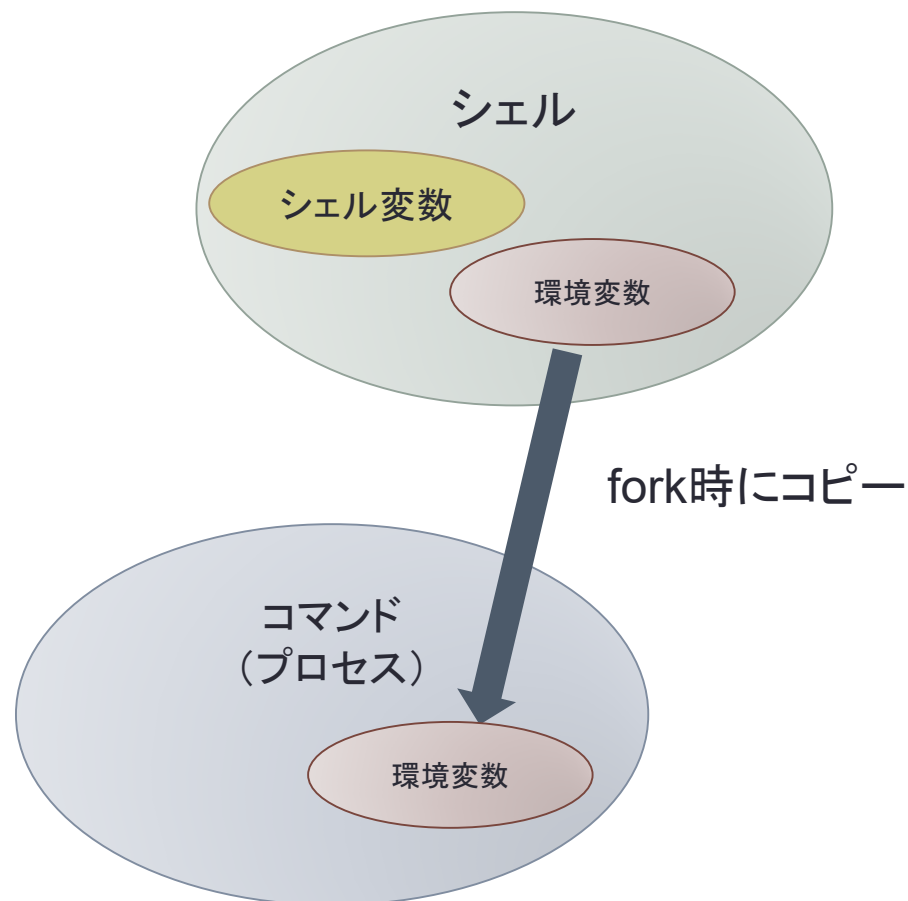 シェル
シェル変数
環境変数
fork時にコピー
コマンド
（プロセス）
環境変数